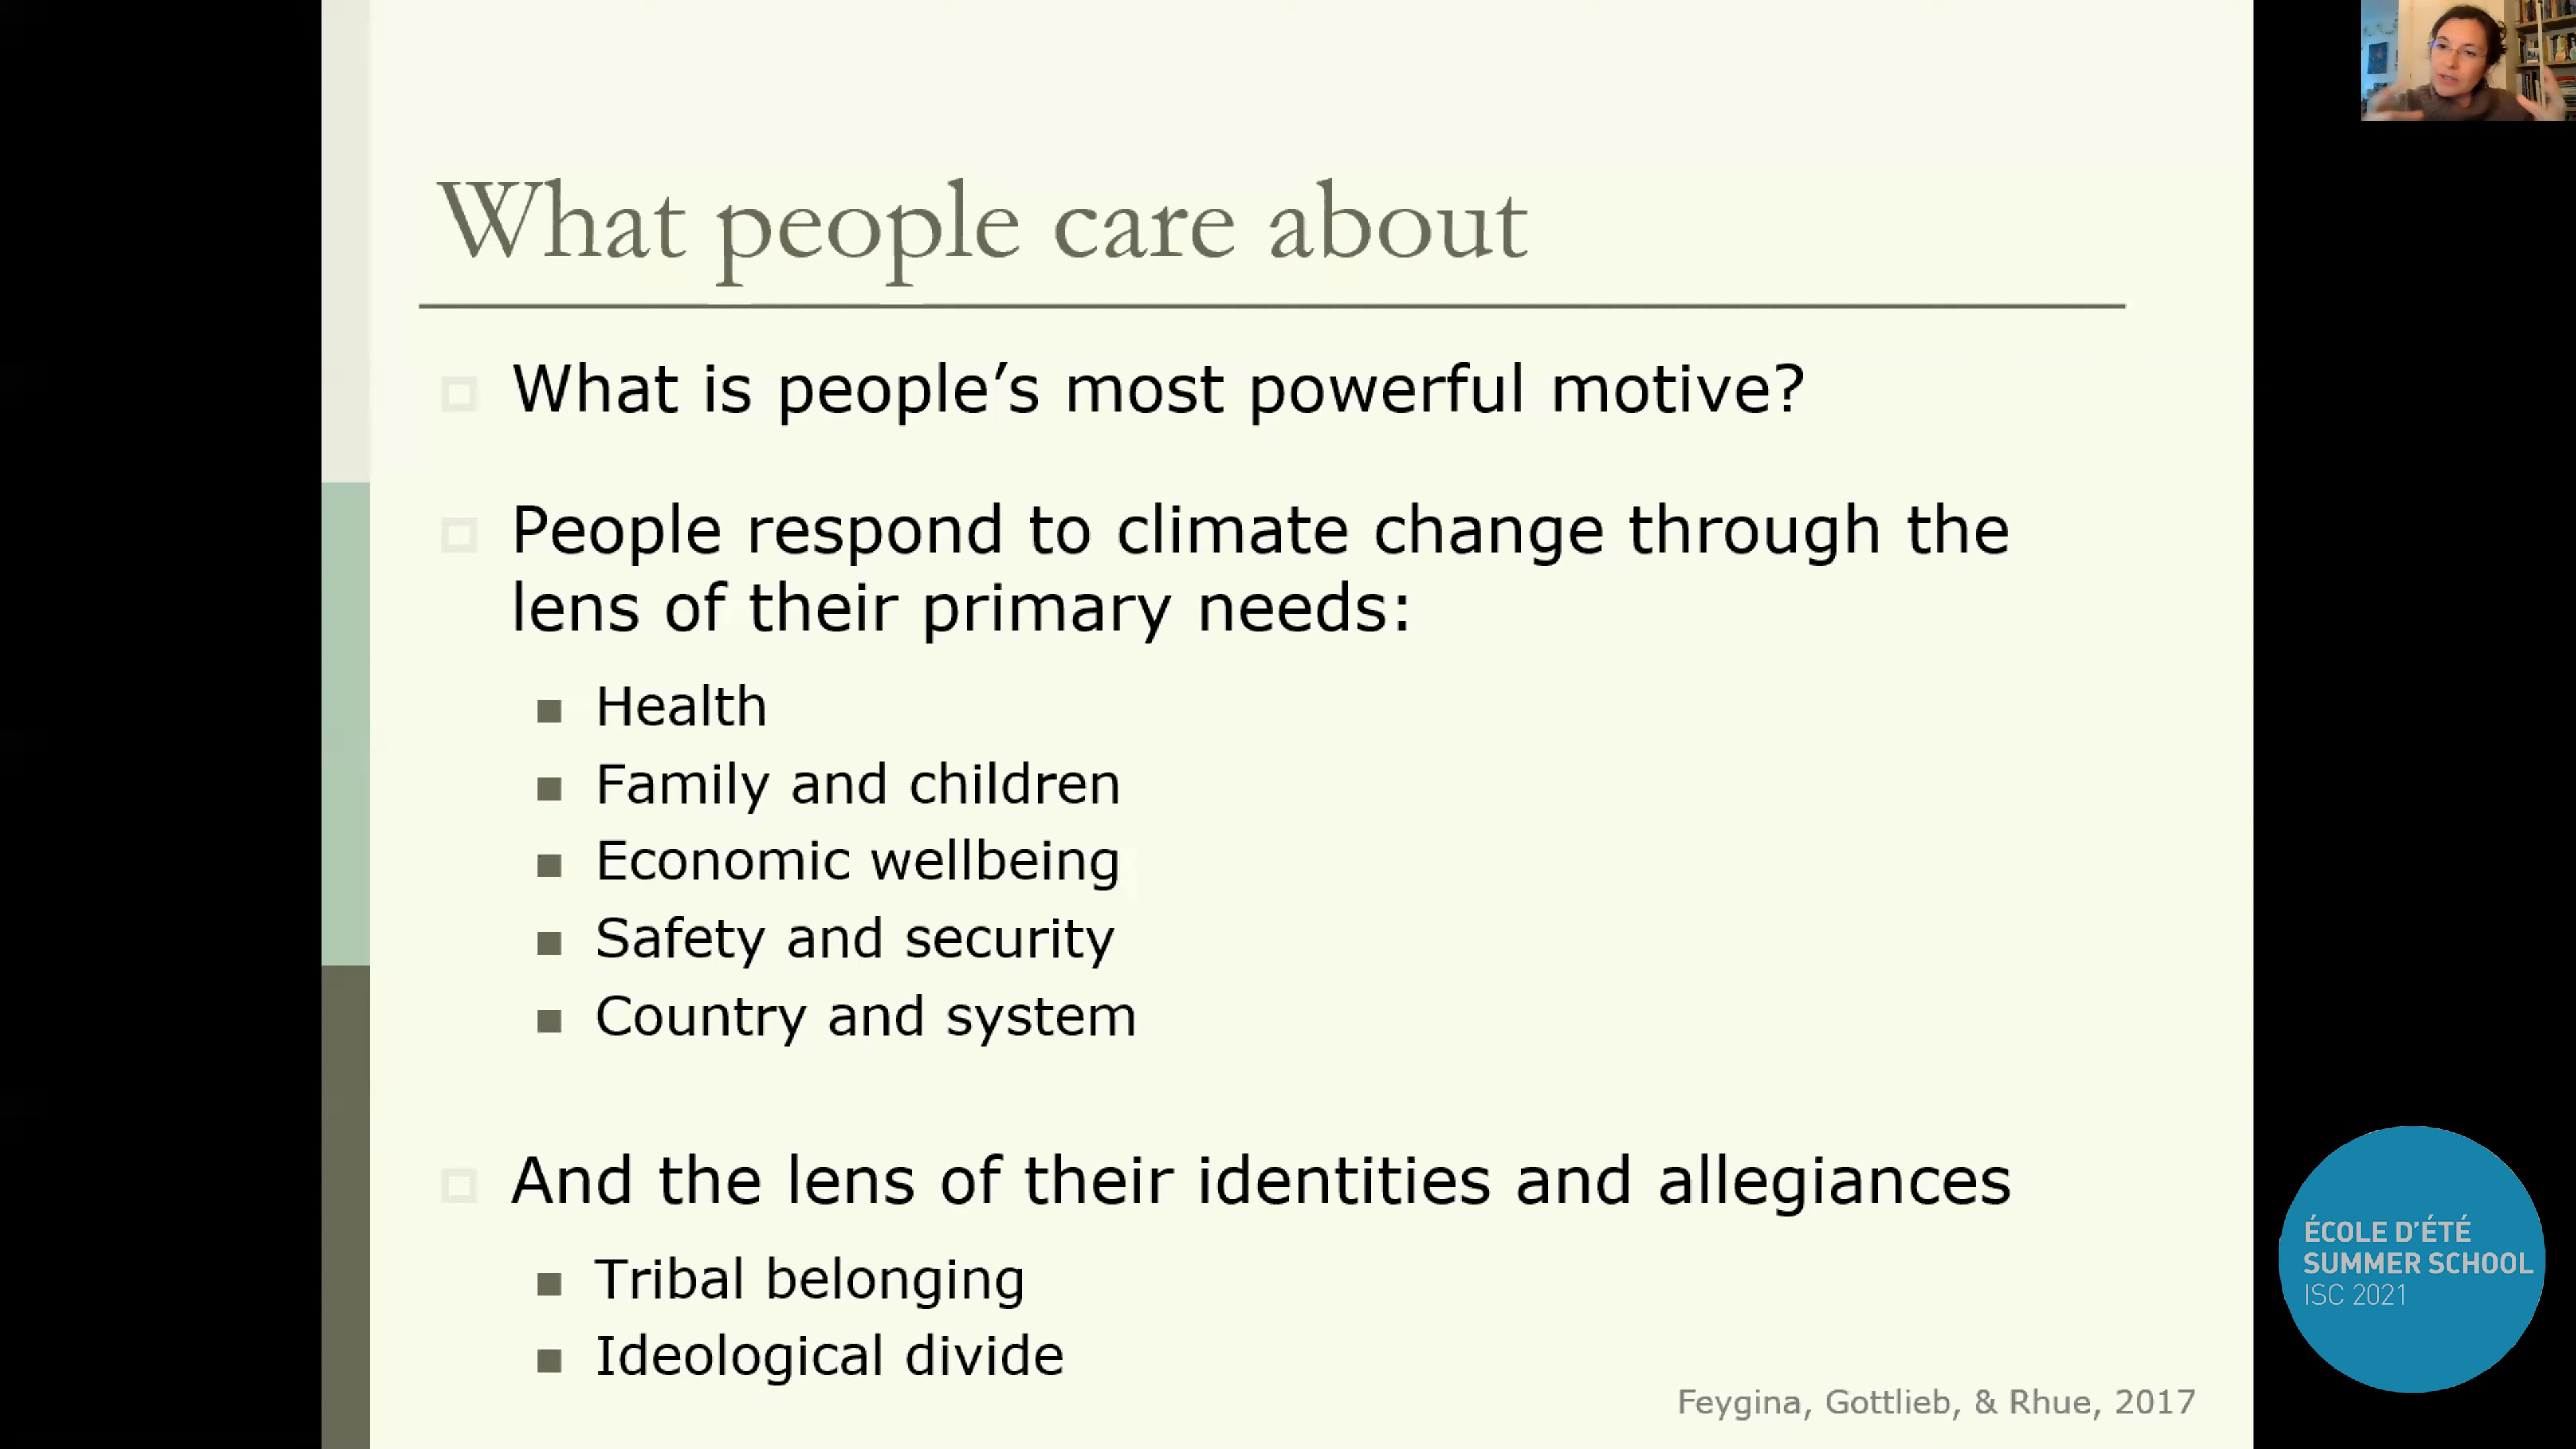 What people care about
What is people's most powerful motive?
People respond to climate change through the
lens of their primary needs:
Health
Family and children
Economic wellbeing
Safety and security
Country and system
And the lens of their identities and allegiances
Tribal belonging
Ideological divide
Feygina, Gottlieb, & Rhue, 2017
ÉCOLE D'ÉTÉ
SUMMER SCHOOL
ISC 2021